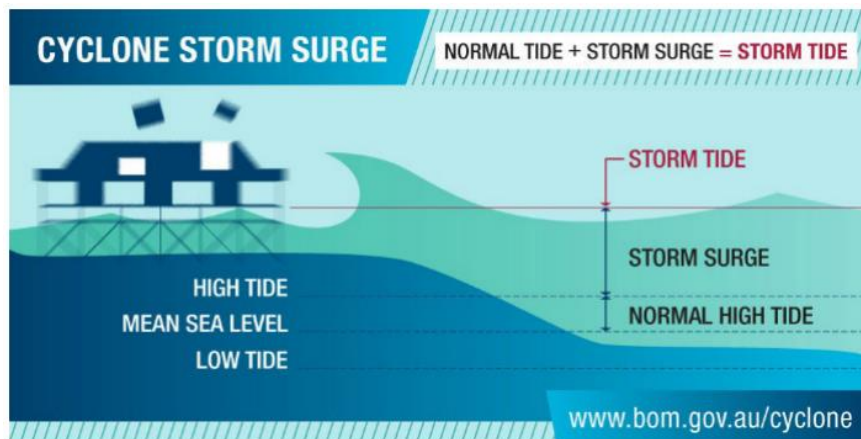 CYCLONE STORM SURGE
NORMAL TIDE + STORM SURGE = STORM TIDE
STORM TIDE
STORM SURGE
HIGH TIDE
NORMAL HIGH TIDE
MEAN SEA LEVEL
LOW TIDE
www.bom.gov.au/cyclone